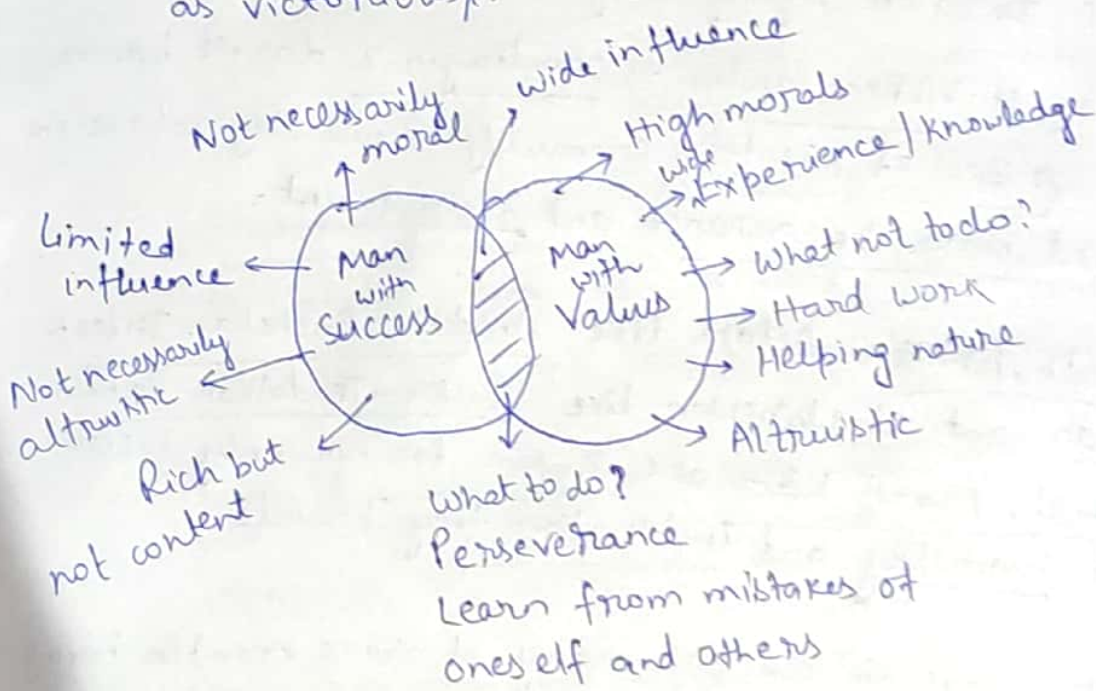 as
wide influence
Not necessarily
moral
High morals
wide
Experience / Knowledge
Limited
influence
Man
with
success
Man
with
Values
What not to do?
Hard work
Helping nature
Altruistic
Not necessarily
altruistic
Rich but
not content
What to do?
Perseverance
Learn from mistakes of
oneself and others